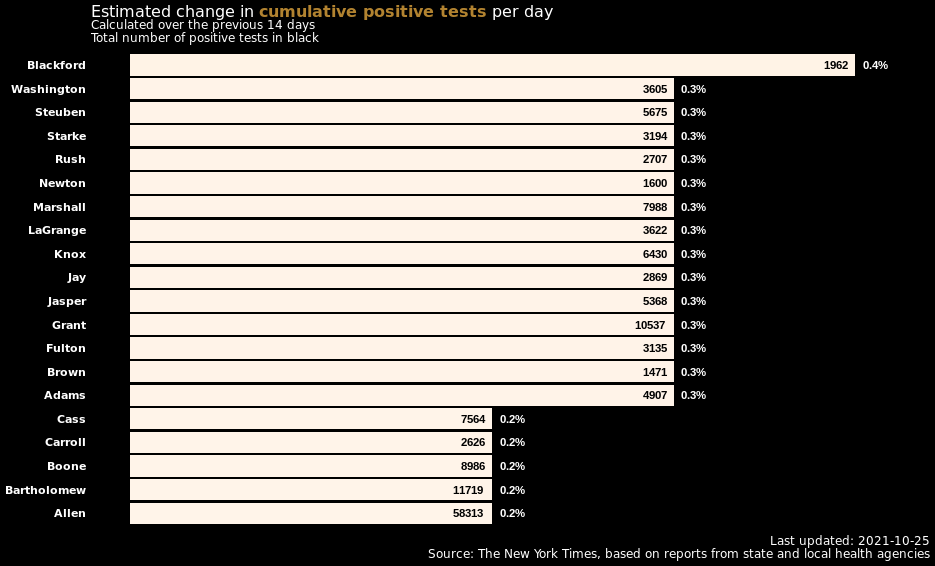 Estimated change in cumulative positive tests per day
Calculated over the previous 14 days
Total number of positive tests in black
Blackford 1962 0.4%
Washington 3605 0.3%
Steuben 5675 0.3%
Starke 3194 0.3%
Rush 2707 0.3%
Newton 1600 0.3%
Marshall 7988 0.3%
LaGrange 3622 0.3%
Knox 6430 0.3%
Jay 2869 0.3%
Jasper 5368 0.3%
Grant 10537 0.3%
Fulton 3135 0.3%
Brown 1471 0.3%
Adams 4907 0.3%
Cass 7564 0.2%
Carroll 2626 0.2%
Boone 8986 0.2%
Bartholomew 11719 0.2%
Allen 58313 0.2%
Last updated: 2021-10-25
Source: The New York Times, based on reports from state and local health agencies